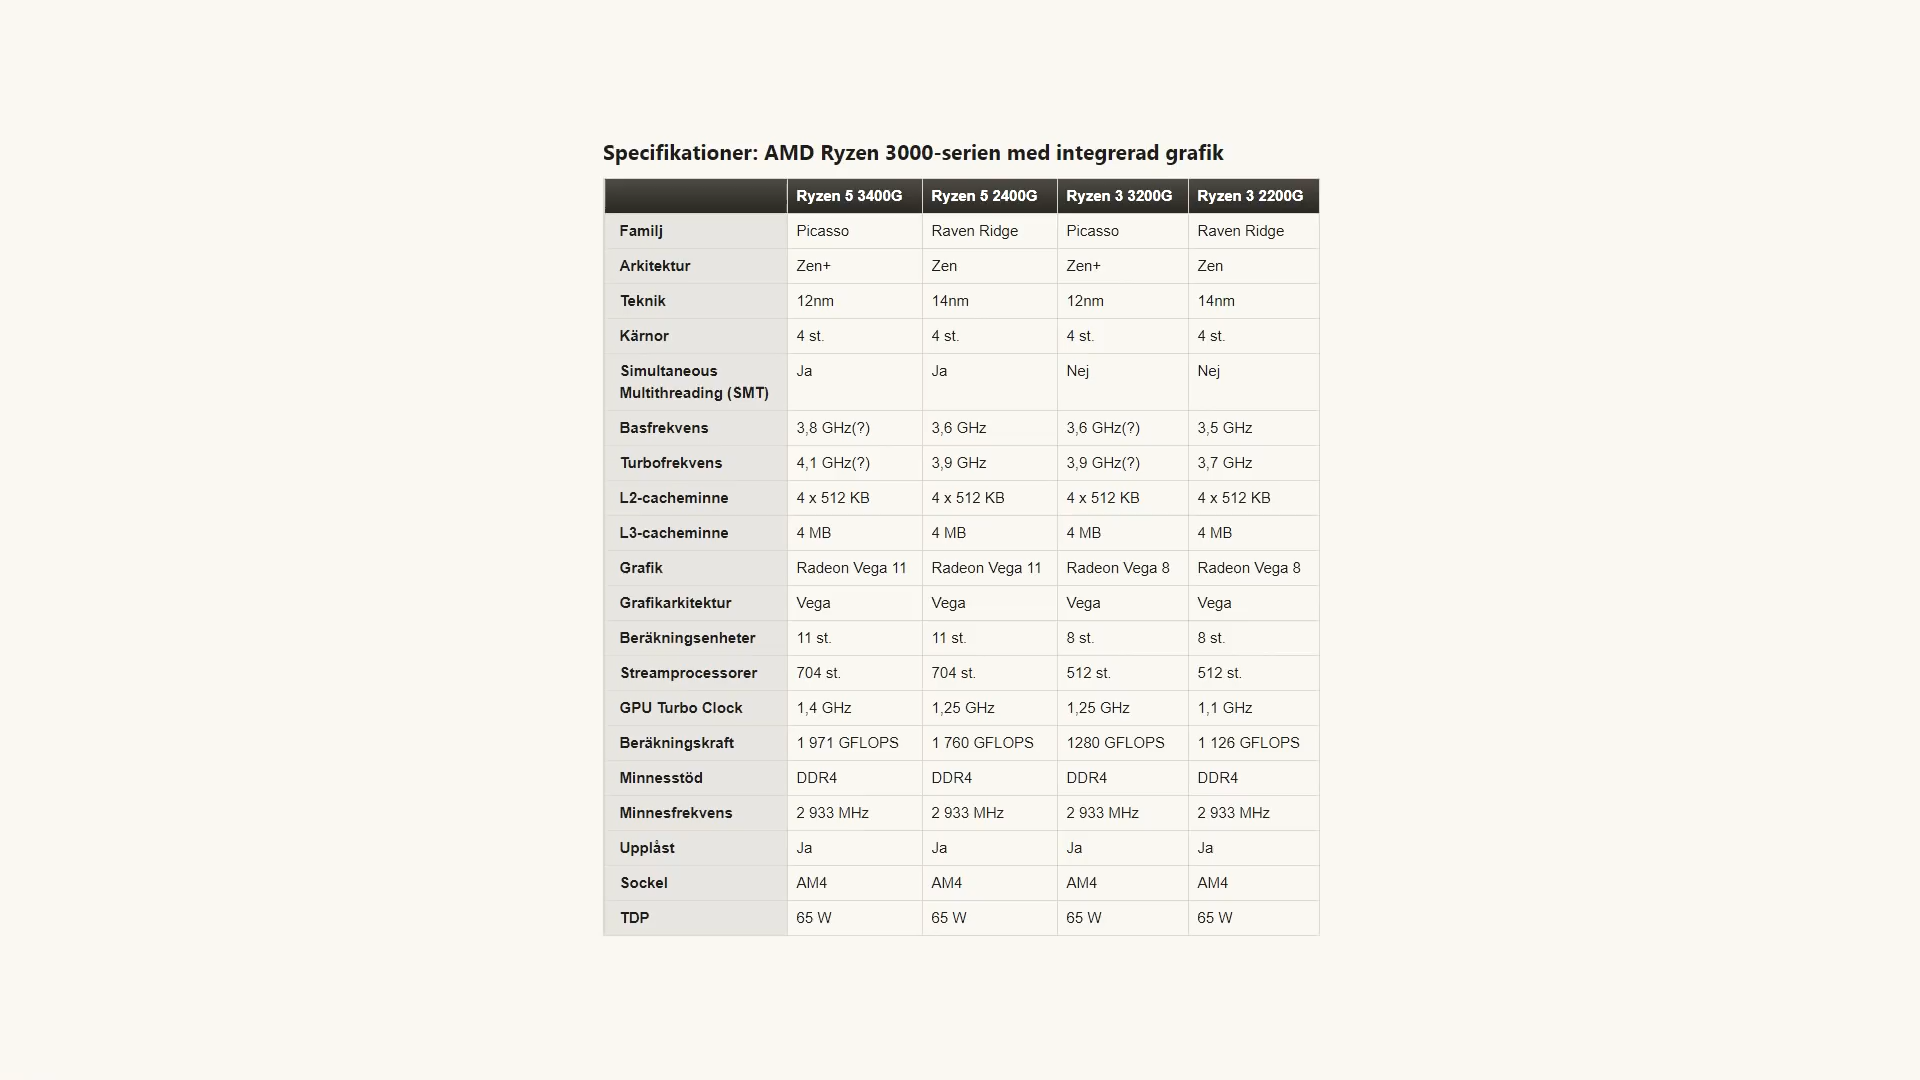 Specifikationer: AMD Ryzen 3000-serien med integrerad grafik
Ryzen 5 3400G Ryzen 5 2400G Ryzen 3 3200G Ryzen 3 2200G
Familj Picasso Raven Ridge Picasso Raven Ridge
Arkitektur Zen+ Zen Zen+ Zen
Teknik 12nm 14nm 12nm 14nm
Kärnor 4 st. 4 st. 4 st. 4 st.
Simultaneous Ja Ja Nej Nej
Multithreading (SMT)
Basfrekvens 3,8 GHz(?) 3,6 GHz 3,6 GHz(?) 3,5 GHz
Turbofrekvens 4,1 GHz(?) 3,9 GHz 3,9 GHz(?) 3,7 GHz
L2-cacheminne 4 x 512 KB 4 x 512 KB 4 x 512 KB 4 x 512 KB
L3-cacheminne 4 MB 4 MB 4 MB 4 MB
Grafik Radeon Vega 11 Radeon Vega 11 Radeon Vega 8 Radeon Vega 8
Grafikarkitektur Vega Vega Vega Vega
Beräkningsenheter 11 st. 11 st. 8 st. 8 st.
Streamprocessorer 704 st. 704 st. 512 st. 512 st.
GPU Turbo Clock 1,4 GHz 1,25 GHz 1,25 GHz 1,1 GHz
Beräkningskraft 1 971 GFLOPS 1 760 GFLOPS 1280 GFLOPS 1 126 GFLOPS
Minnesstöd DDR4 DDR4 DDR4 DDR4
Minnesfrekvens 2 933 MHz 2 933 MHz 2 933 MHz 2 933 MHz
Upplåst Ja Ja Ja Ja
Sockel AM4 AM4 AM4 AM4
TDP 65 W 65 W 65 W 65 W